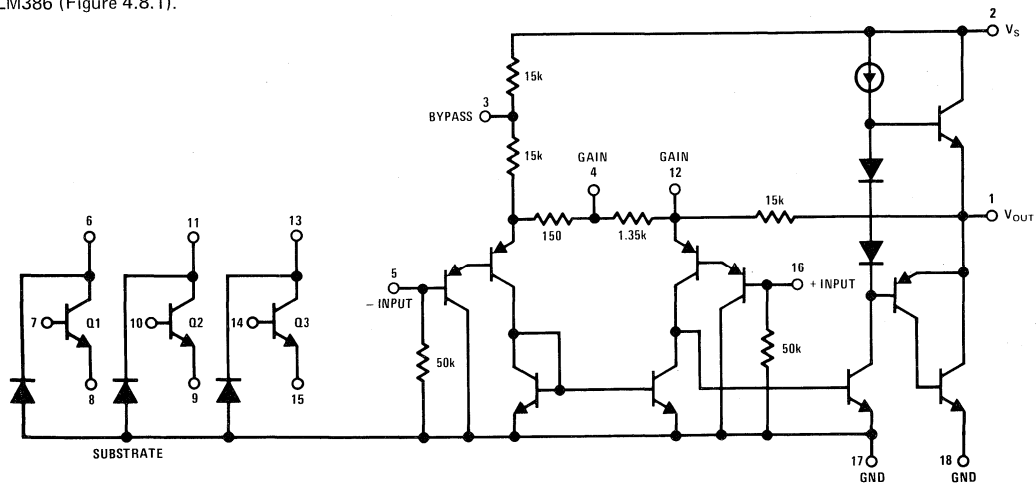 LM386 (Figure 4.8.1).
2
VS
15k
3
BYPASS
15k
GAIN
4
GAIN
12
15k
1
VOUT
150
1.35k
6
11
13
5
– INPUT
16
+ INPUT
7
Q1
10
Q2
14
Q3
50k
50k
8
9
15
SUBSTRATE
17
GND
18
GND